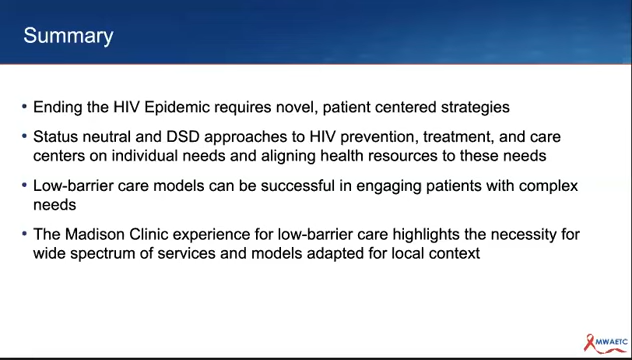 Summary
• Ending the HIV Epidemic requires novel, patient centered strategies
• Status neutral and DSD approaches to HIV prevention, treatment, and care
centers on individual needs and aligning health resources to these needs
• Low-barrier care models can be successful in engaging patients with complex
needs
• The Madison Clinic experience for low-barrier care highlights the necessity for
wide spectrum of services and models adapted for local context
MWAETC